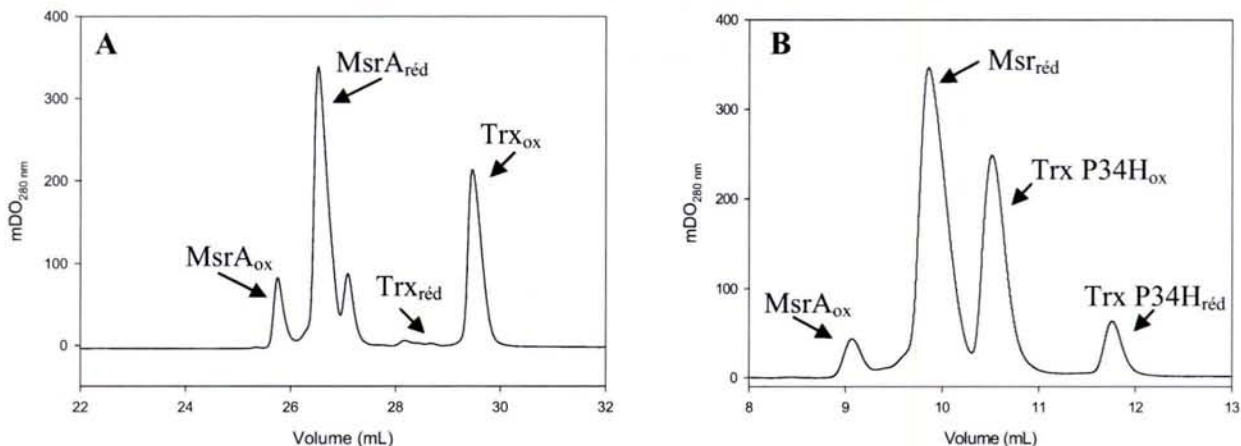 A
MsrAréd
Trxox
MsrAox
Trxréd
mDO280 nm
400
300
200
100
0
22
24
26
28
30
32
Volume (mL)
B
Msrréd
Trx P34Hox
MsrAox
Trx P34Hréd
mDO280 nm
400
300
200
100
0
8
9
10
11
12
13
Volume (mL)